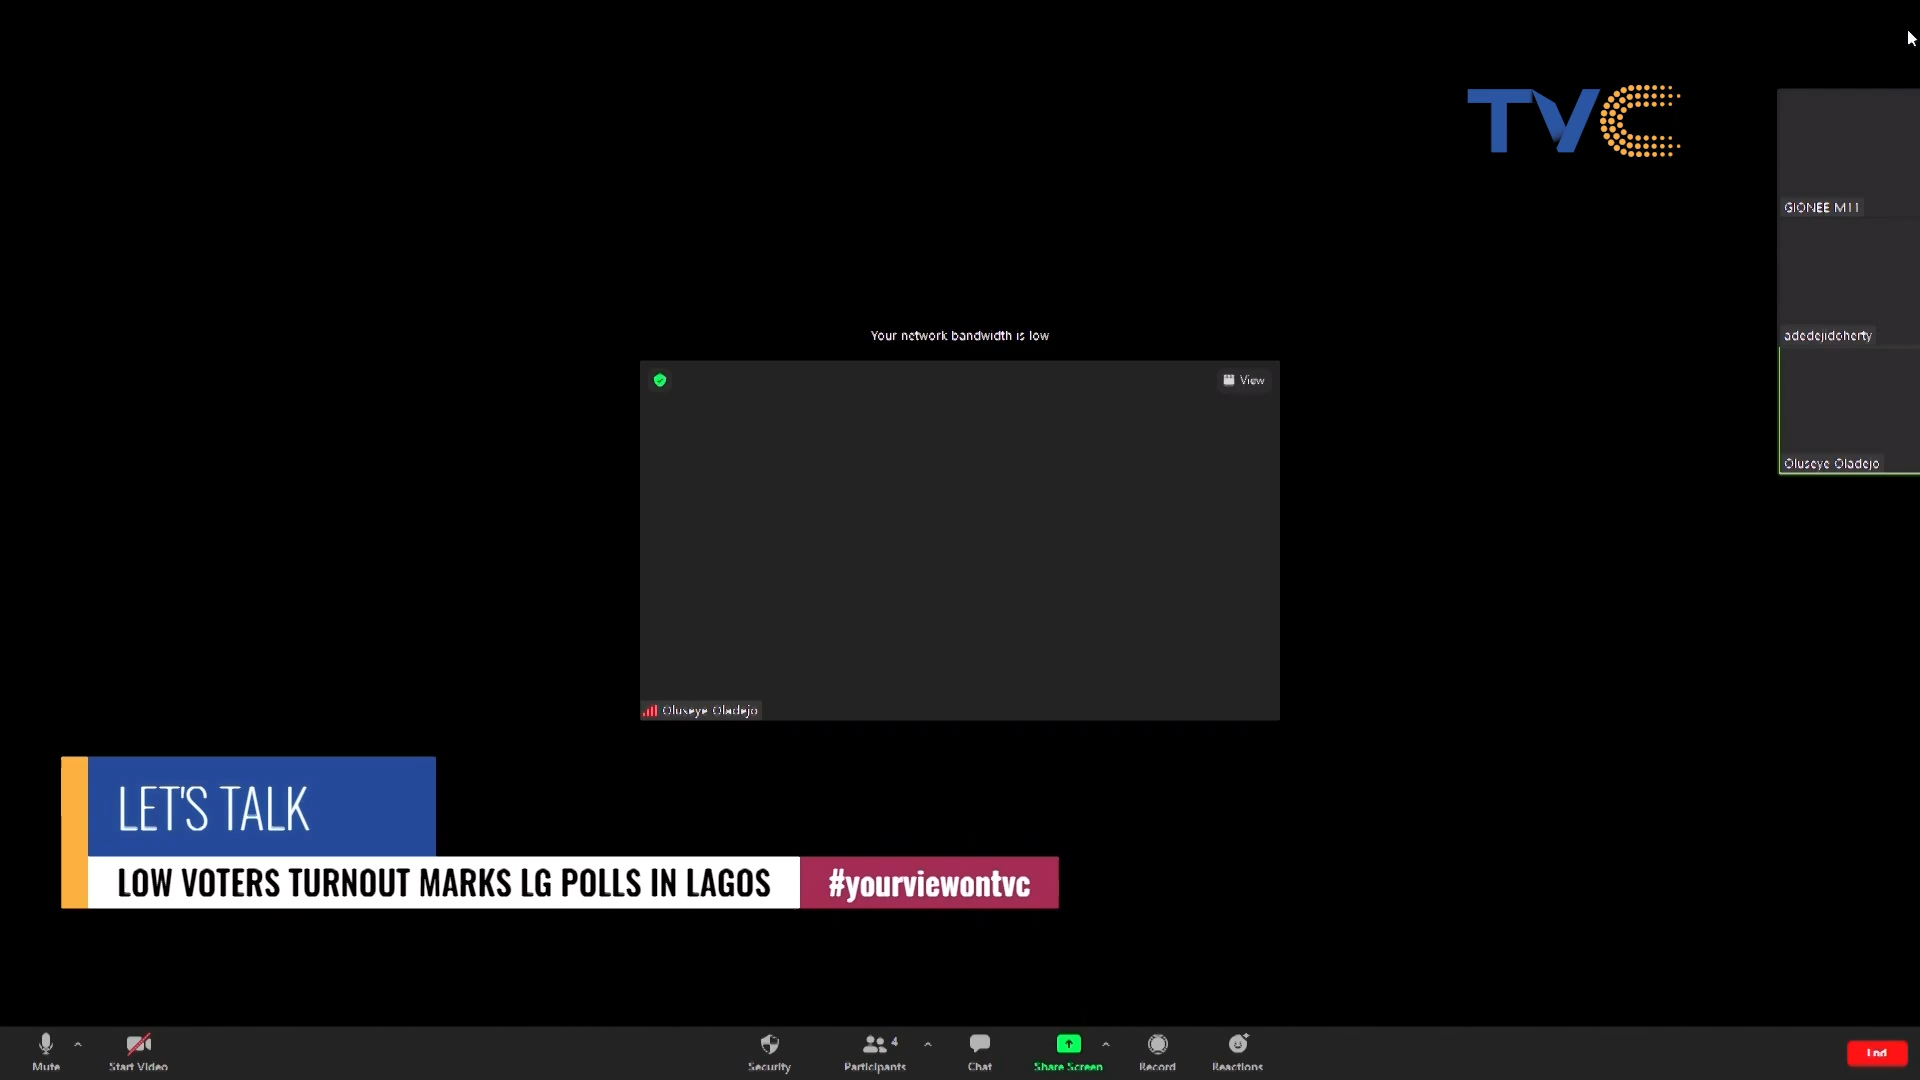 TVC
GIONEE M11
Your network bandwidth is low
adedejidoherty
View
Oluseye Oladejo
Oluseye Oladejo
LET'S TALK
LOW VOTERS TURNOUT MARKS LG POLLS IN LAGOS #yourviewontvc
Mute Start Video Security Participants 4 Chat Share Screen Record Reactions End